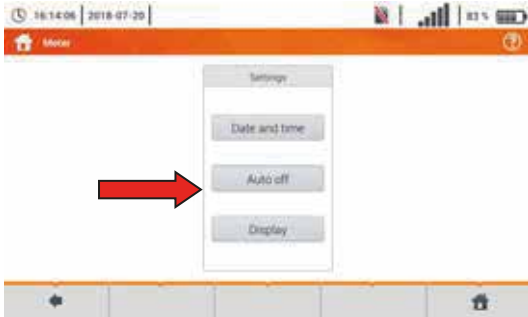 16:14:06 2018-07-20 83 %
Meter
Settings
Date and time
Auto off
Display